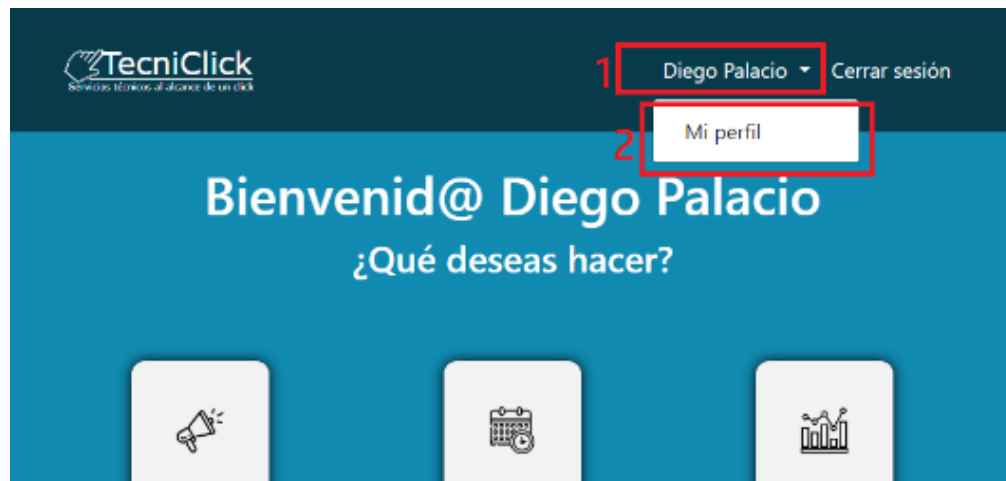 TecniClick
Servicios técnicos al alcance de un click
1 Diego Palacio Cerrar sesión
2 Mi perfil
Bienvenid@ Diego Palacio
¿Qué deseas hacer?